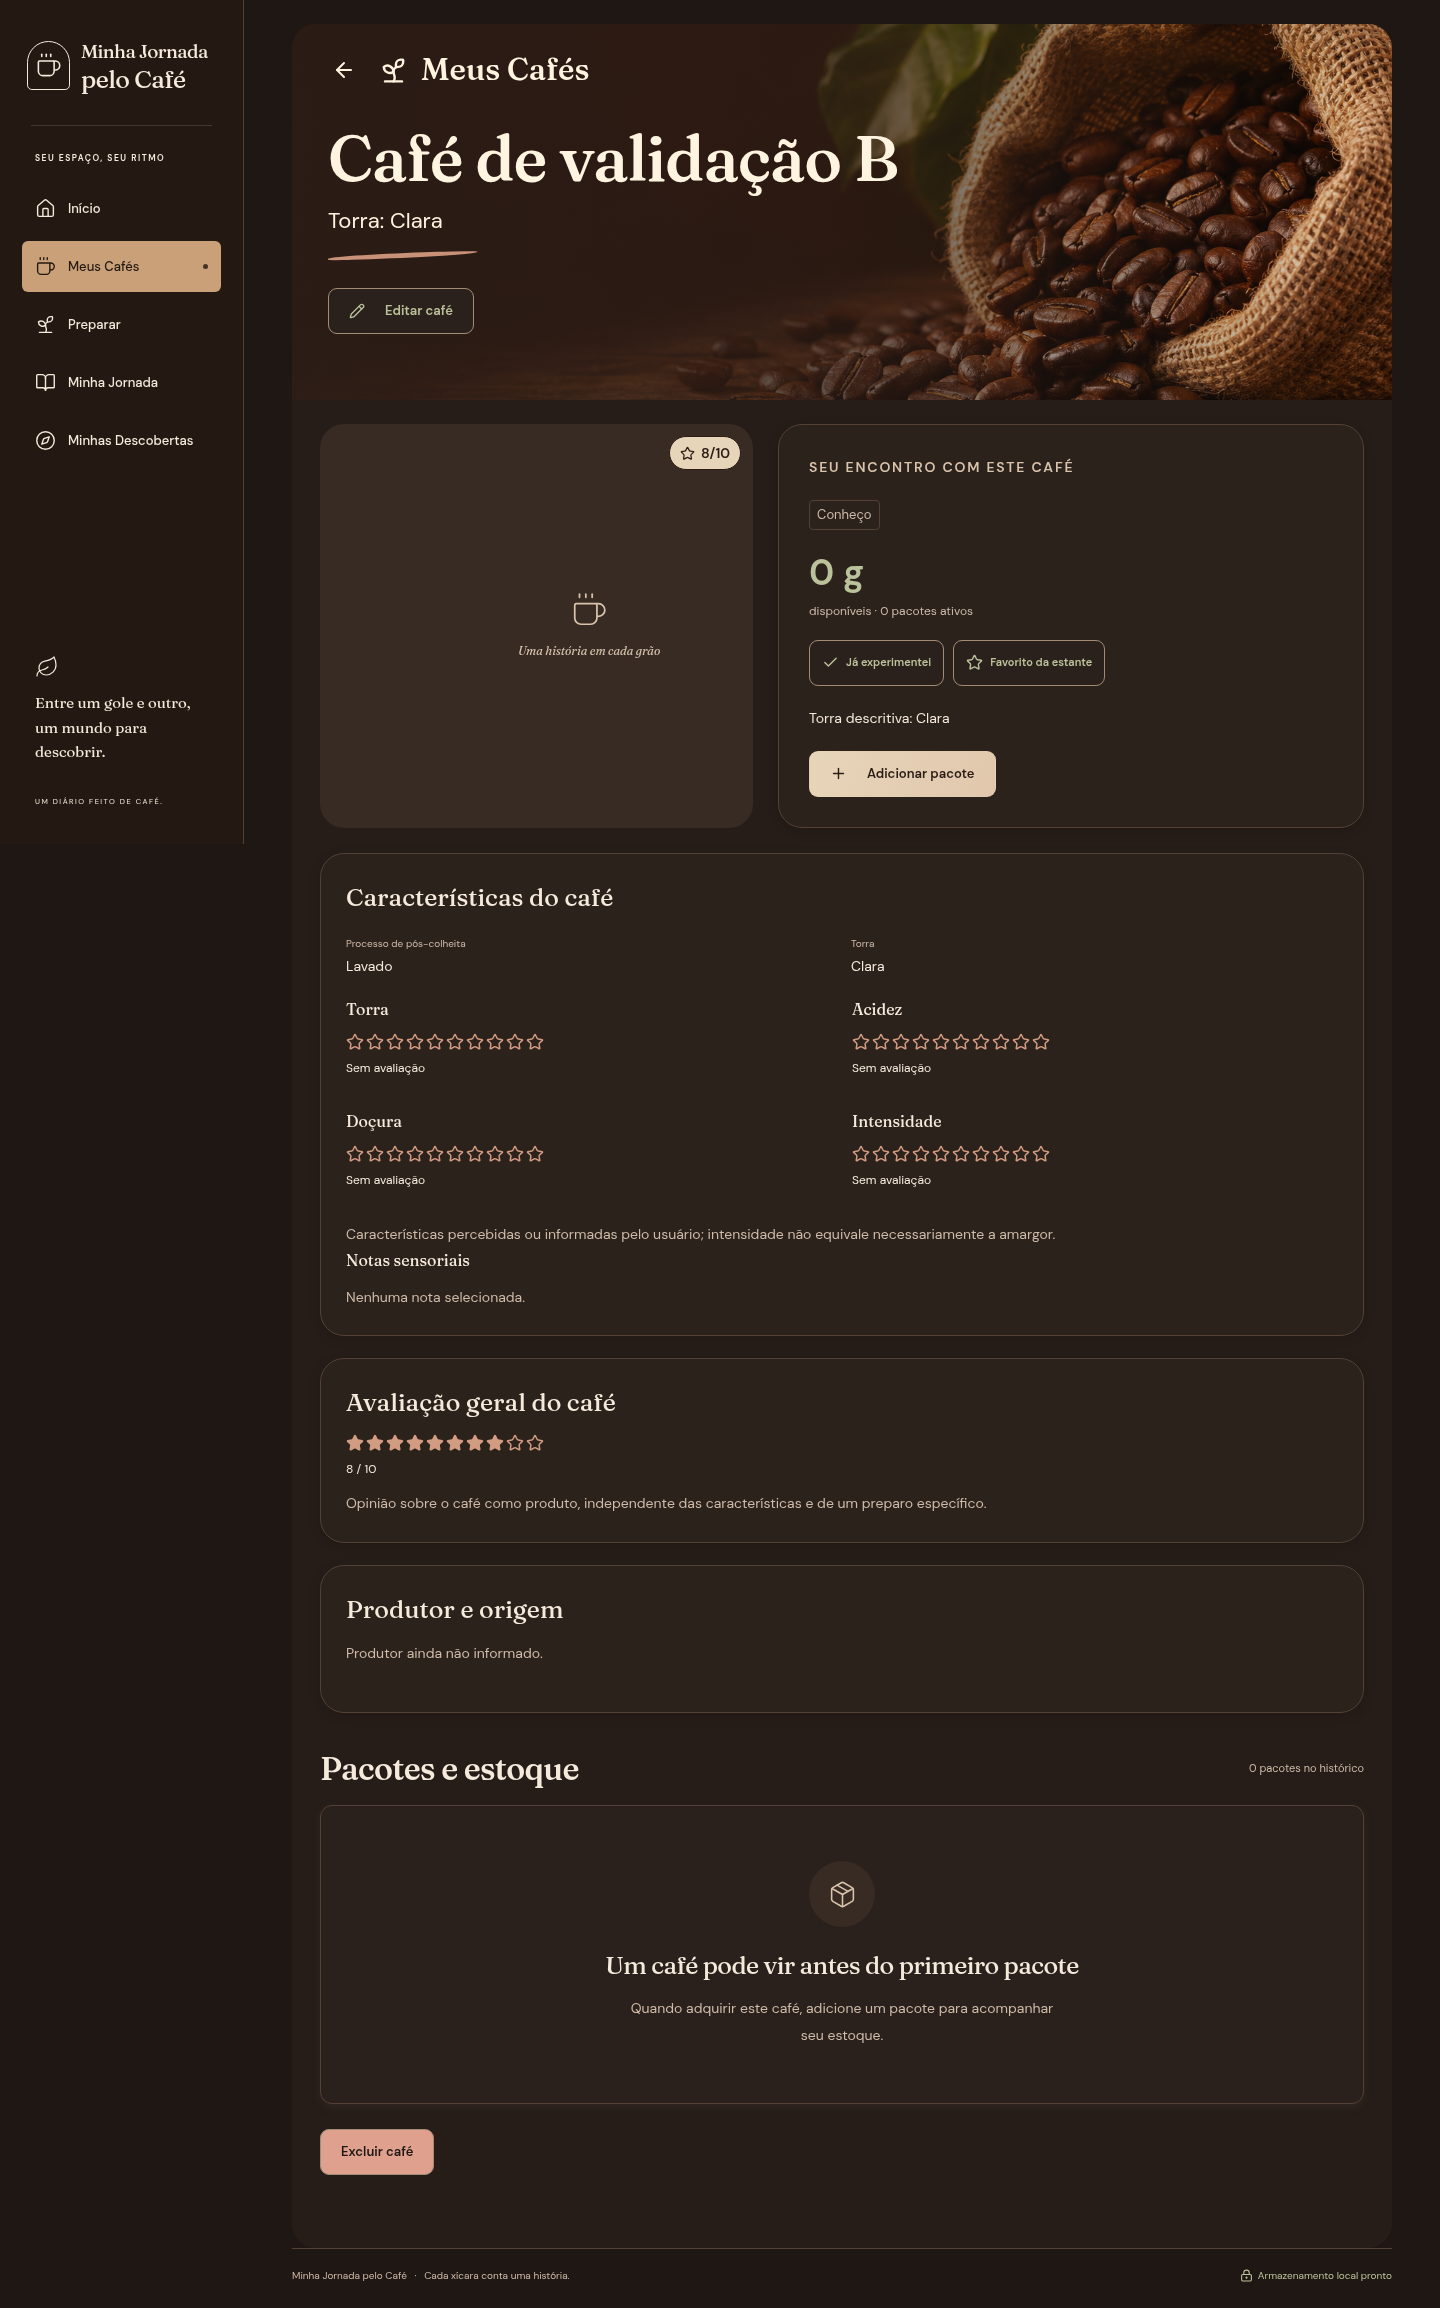 Minha Jornada
pelo Café
SEU ESPAÇO, SEU RITMO
Início
Meus Cafés
Preparar
Minha Jornada
Minhas Descobertas
Entre um gole e outro,
um mundo para
descobrir.
UM DIÁRIO FEITO DE CAFÉ.
Meus Cafés
Café de validação B
Torra: Clara
Editar café
8/10
Uma história em cada grão
SEU ENCONTRO COM ESTE CAFÉ
Conheço
0 g
disponíveis · 0 pacotes ativos
Já experimentei
Favorito da estante
Torra descritiva: Clara
Adicionar pacote
Características do café
Processo de pós-colheita
Lavado
Torra
Clara
Torra
Sem avaliação
Acidez
Sem avaliação
Doçura
Sem avaliação
Intensidade
Sem avaliação
Características percebidas ou informadas pelo usuário; intensidade não equivale necessariamente a amargor.
Notas sensoriais
Nenhuma nota selecionada.
Avaliação geral do café
8 / 10
Opinião sobre o café como produto, independente das características e de um preparo específico.
Produtor e origem
Produtor ainda não informado.
Pacotes e estoque
0 pacotes no histórico
Um café pode vir antes do primeiro pacote
Quando adquirir este café, adicione um pacote para acompanhar
seu estoque.
Excluir café
Minha Jornada pelo Café · Cada xícara conta uma história.
Armazenamento local pronto